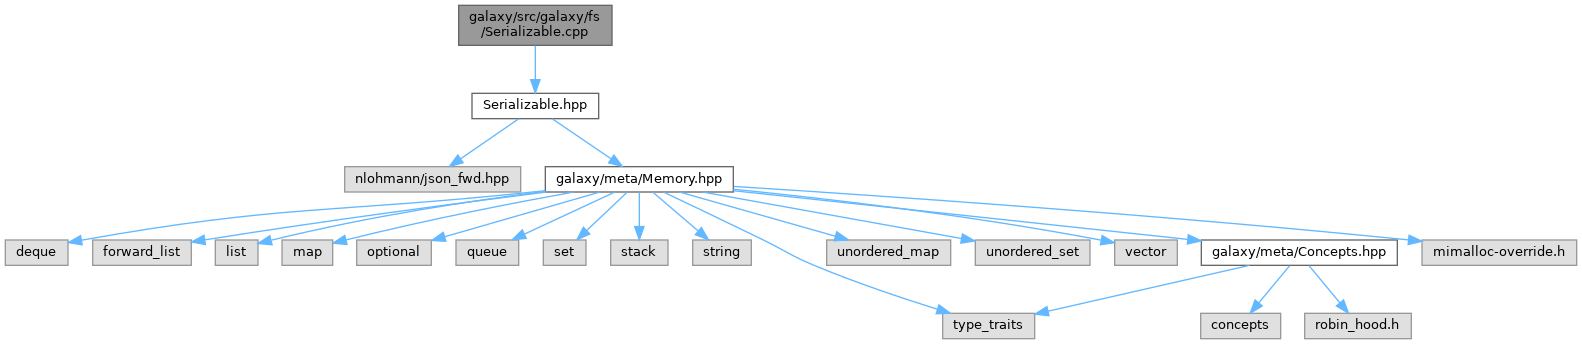 galaxy/src/galaxy/fs
/Serializable.cpp
Serializable.hpp
nlohmann/json_fwd.hpp
galaxy/meta/Memory.hpp
deque
forward_list
list
map
optional
queue
set
stack
string
unordered_map
unordered_set
vector
galaxy/meta/Concepts.hpp
mimalloc-override.h
type_traits
concepts
robin_hood.h